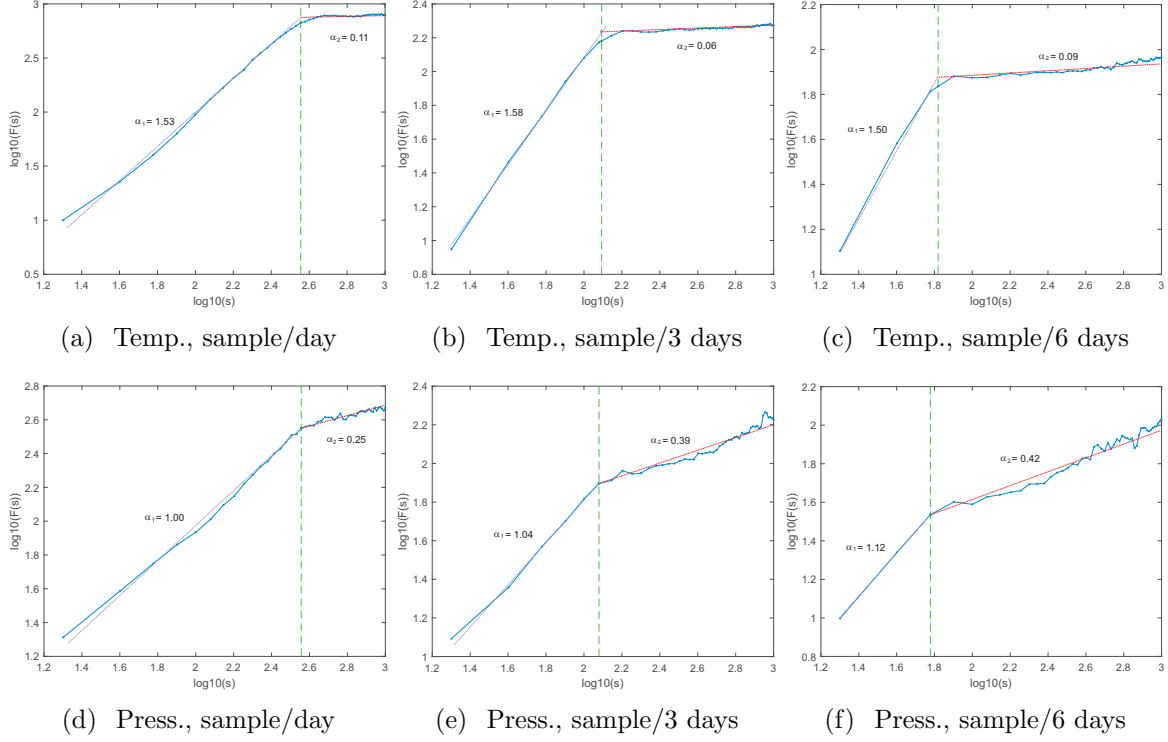 3
2.5
2
1.5
1
0.5
log10(F(s))
α₁= 1.53
α₂ = 0.11
1.2 1.4 1.6 1.8 2 2.2 2.4 2.6 2.8 3
log10(s)
(a) Temp., sample/day
2.4
2.2
2
1.8
1.6
1.4
1.2
1
0.8
log10(F(s))
α₁= 1.58
α₂ = 0.06
1.2 1.4 1.6 1.8 2 2.2 2.4 2.6 2.8 3
log10(s)
(b) Temp., sample/3 days
2.2
2
1.8
1.6
1.4
1.2
1
log10(F(s))
α₁= 1.50
α₂ = 0.09
1.2 1.4 1.6 1.8 2 2.2 2.4 2.6 2.8 3
log10(s)
(c) Temp., sample/6 days
2.8
2.6
2.4
2.2
2
1.8
1.6
1.4
1.2
log10(F(s))
α₁= 1.00
α₂ = 0.25
1.2 1.4 1.6 1.8 2 2.2 2.4 2.6 2.8 3
log10(s)
(d) Press., sample/day
2.4
2.2
2
1.8
1.6
1.4
1.2
1
log10(F(s))
α₁= 1.04
α₂ = 0.39
1.2 1.4 1.6 1.8 2 2.2 2.4 2.6 2.8 3
log10(s)
(e) Press., sample/3 days
2.2
2
1.8
1.6
1.4
1.2
1
0.8
log10(F(s))
α₁= 1.12
α₂ = 0.42
1.2 1.4 1.6 1.8 2 2.2 2.4 2.6 2.8 3
log10(s)
(f) Press., sample/6 days